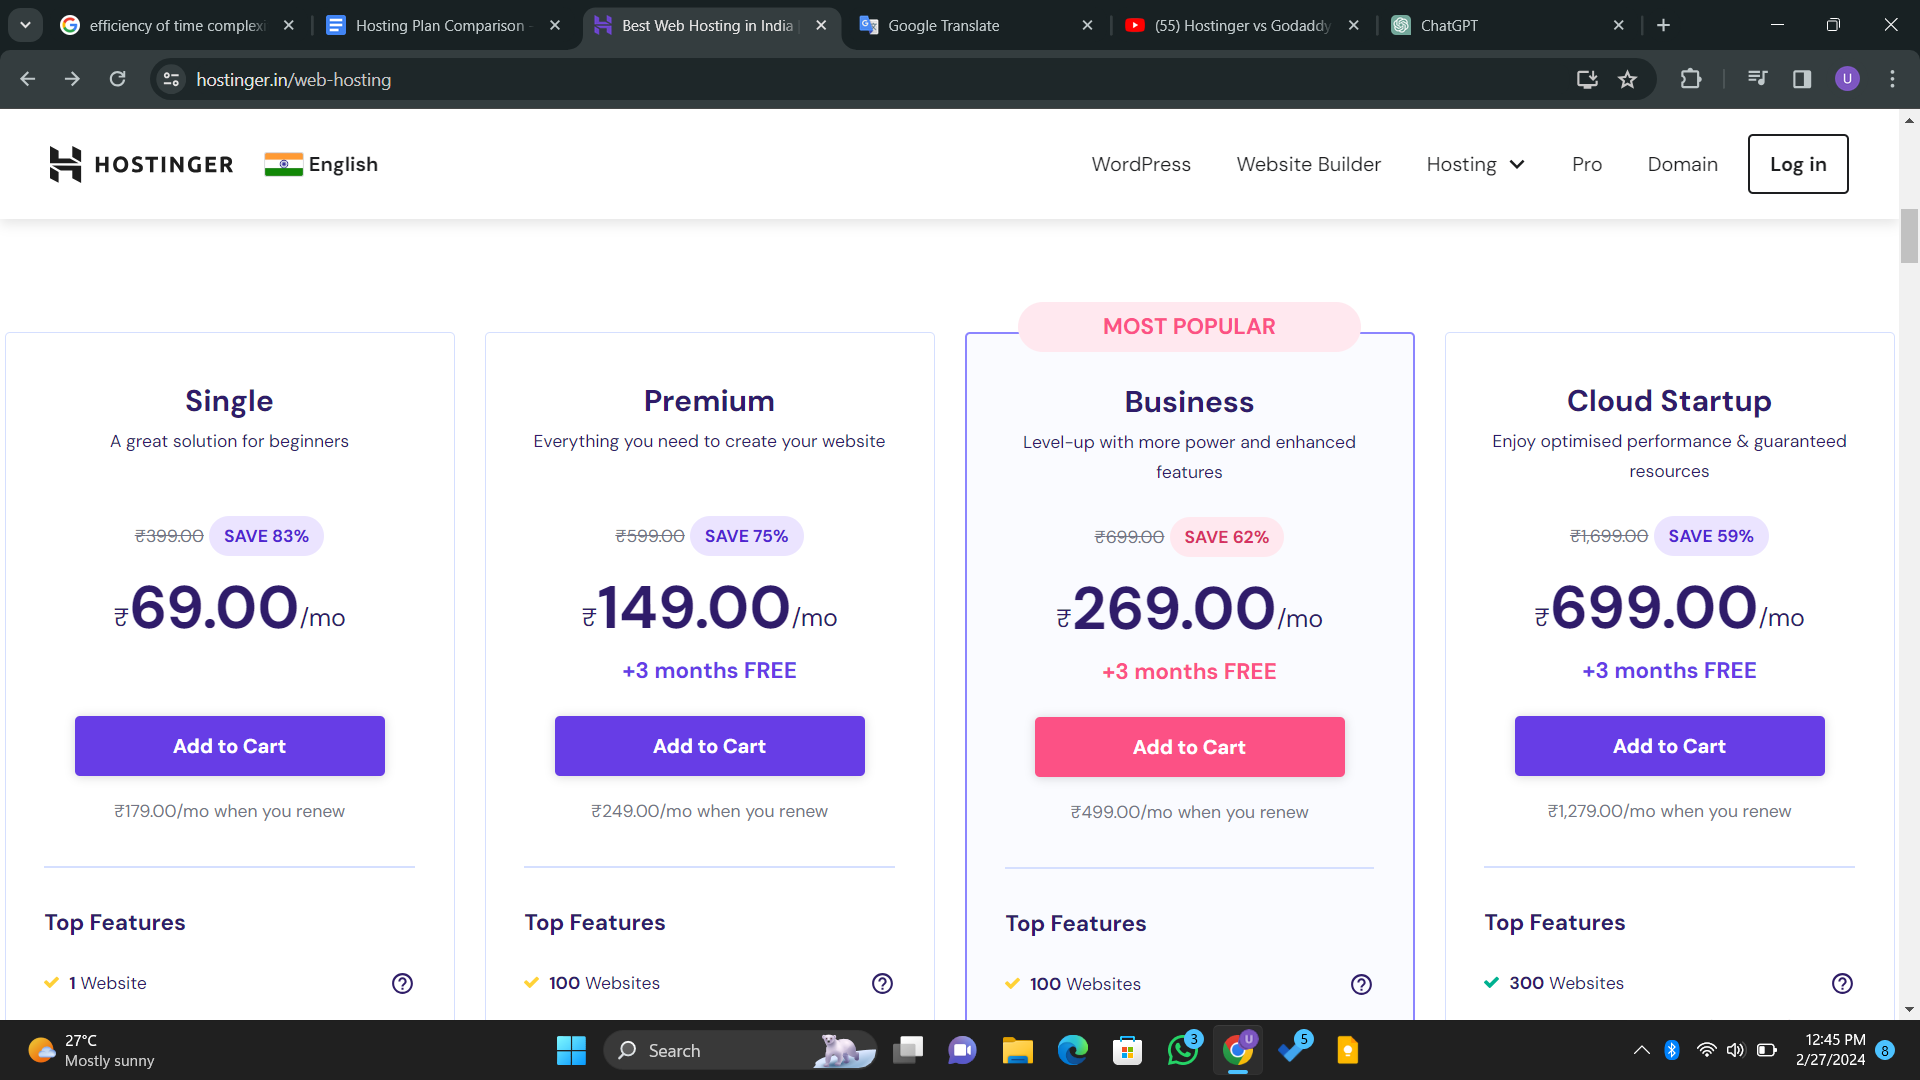 efficiency of time complexi
Hosting Plan Comparison -
Best Web Hosting in India |
Google Translate
(55) Hostinger vs Godaddy
ChatGPT
hostinger.in/web-hosting
U
HOSTINGER
English
WordPress
Website Builder
Hosting
Pro
Domain
Log in
Single
A great solution for beginners
₹399.00 SAVE 83%
₹69.00/mo
Add to Cart
₹179.00/mo when you renew
Top Features
1 Website
Premium
Everything you need to create your website
₹599.00 SAVE 75%
₹149.00/mo
+3 months FREE
Add to Cart
₹249.00/mo when you renew
Top Features
100 Websites
MOST POPULAR
Business
Level-up with more power and enhanced
features
₹699.00 SAVE 62%
₹269.00/mo
+3 months FREE
Add to Cart
₹499.00/mo when you renew
Top Features
100 Websites
Cloud Startup
Enjoy optimised performance & guaranteed
resources
₹1,699.00 SAVE 59%
₹699.00/mo
+3 months FREE
Add to Cart
₹1,279.00/mo when you renew
Top Features
300 Websites
27°C
Mostly sunny
Search
3
U
5
12:45 PM
2/27/2024
8